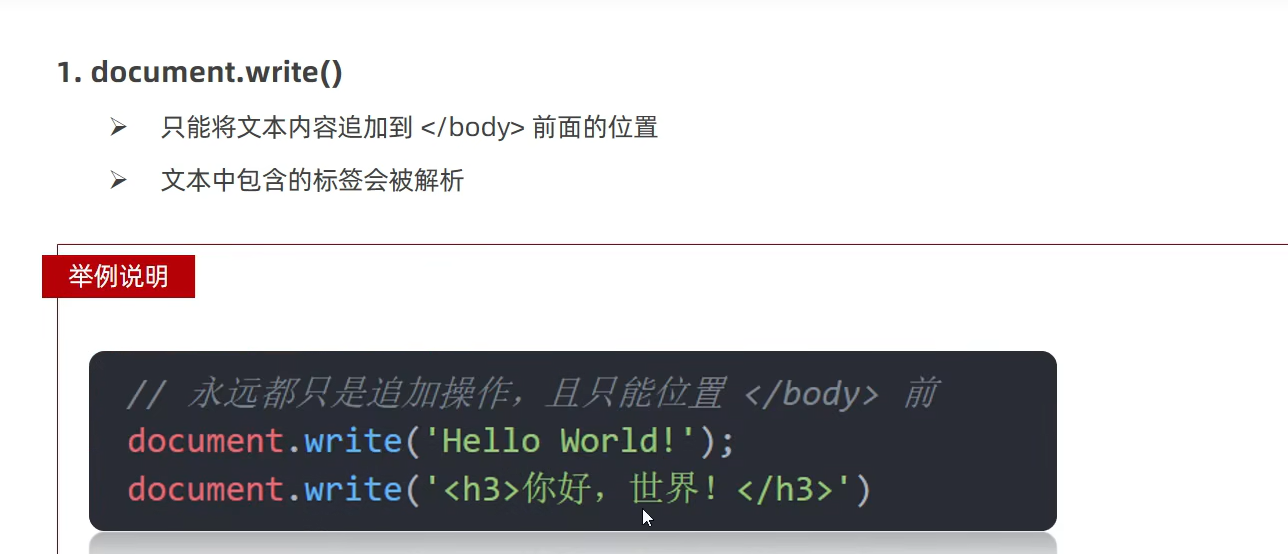 1. document.write()
➢ 只能将文本内容追加到 </body> 前面的位置
➢ 文本中包含的标签会被解析
举例说明
// 永远都只是追加操作，且只能位置 </body> 前
document.write('Hello World!');
document.write('<h3>你好，世界！</h3>')